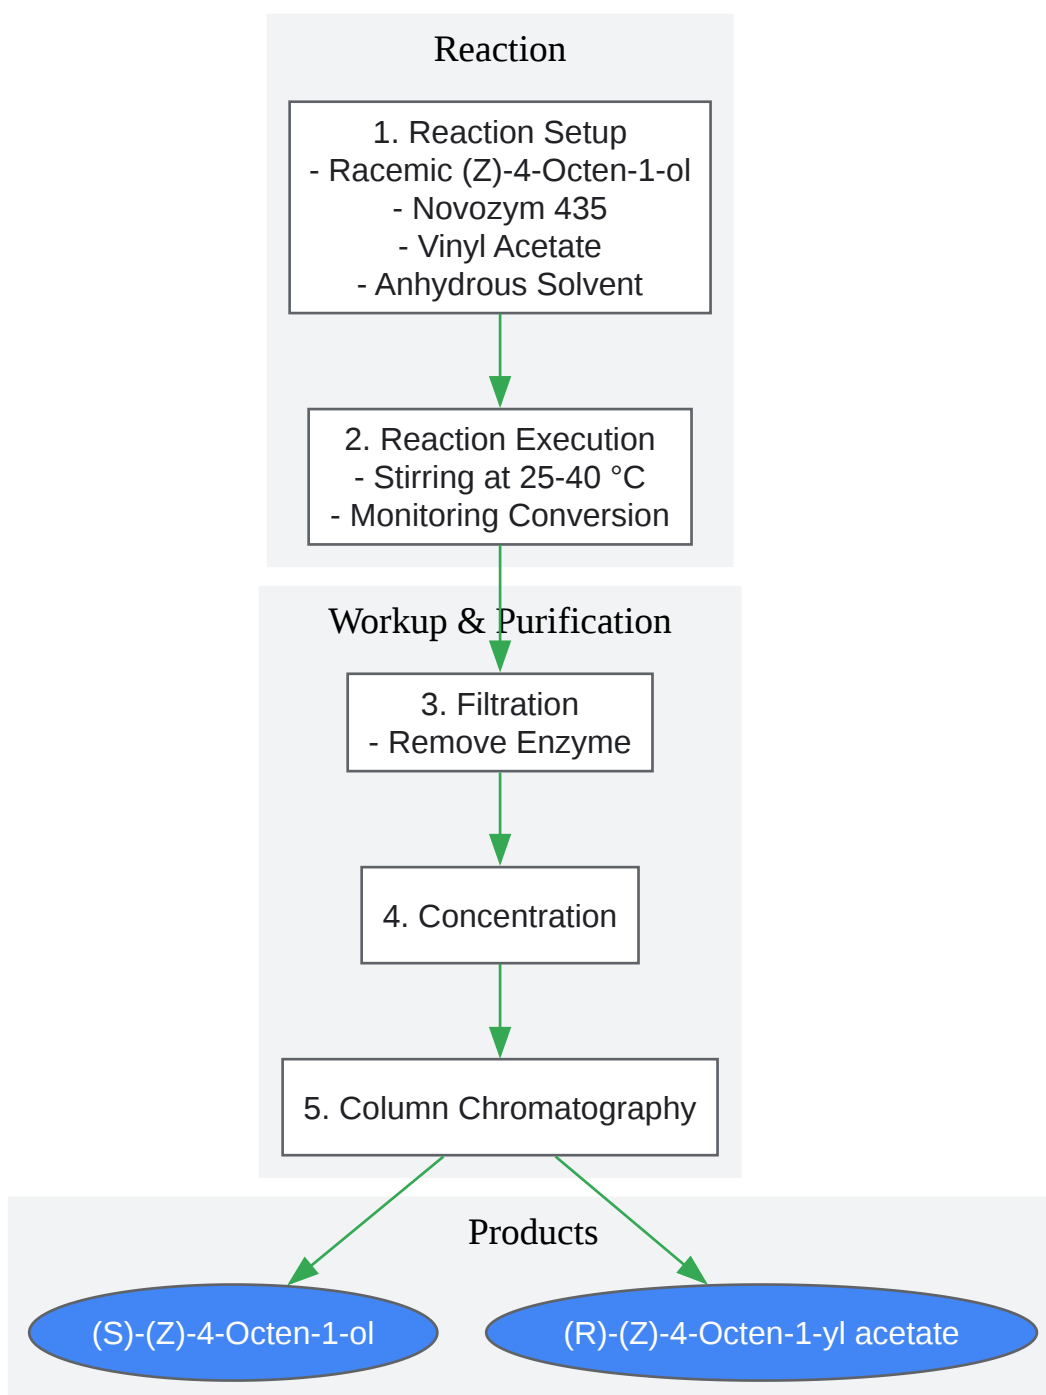 Reaction
1. Reaction Setup
- Racemic (Z)-4-Octen-1-ol
- Novozym 435
- Vinyl Acetate
- Anhydrous Solvent
2. Reaction Execution
- Stirring at 25-40 °C
- Monitoring Conversion
Workup & Purification
3. Filtration
- Remove Enzyme
4. Concentration
5. Column Chromatography
Products
(S)-(Z)-4-Octen-1-ol
(R)-(Z)-4-Octen-1-yl acetate